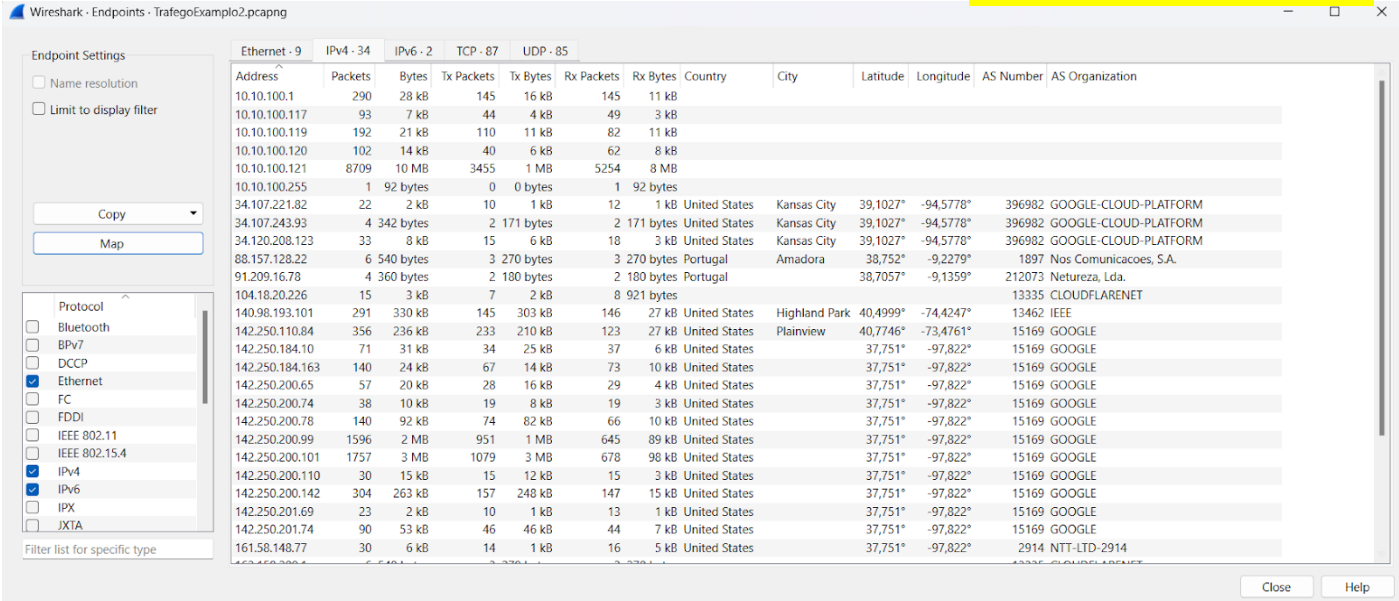 Wireshark · Endpoints · TrafegoExamplo2.pcapng
Endpoint Settings
Name resolution
Limit to display filter
Copy
Map
Protocol
Bluetooth
BPv7
DCCP
Ethernet
FC
FDDI
IEEE 802.11
IEEE 802.15.4
IPv4
IPv6
IPX
JXTA
Filter list for specific type
Ethernet · 9 IPv4 · 34 IPv6 · 2 TCP · 87 UDP · 85
Address Packets Bytes Tx Packets Tx Bytes Rx Packets Rx Bytes Country City Latitude Longitude AS Number AS Organization
10.10.100.1 290 28 kB 145 16 kB 145 11 kB
10.10.100.117 93 7 kB 44 4 kB 49 3 kB
10.10.100.119 192 21 kB 110 11 kB 82 11 kB
10.10.100.120 102 14 kB 40 6 kB 62 8 kB
10.10.100.121 8709 10 MB 3455 1 MB 5254 8 MB
10.10.100.255 1 92 bytes 0 0 bytes 1 92 bytes
34.107.221.82 22 2 kB 10 1 kB 12 1 kB United States Kansas City 39,1027° -94,5778° 396982 GOOGLE-CLOUD-PLATFORM
34.107.243.93 4 342 bytes 2 171 bytes 2 171 bytes United States Kansas City 39,1027° -94,5778° 396982 GOOGLE-CLOUD-PLATFORM
34.120.208.123 33 8 kB 15 6 kB 18 3 kB United States Kansas City 39,1027° -94,5778° 396982 GOOGLE-CLOUD-PLATFORM
88.157.128.22 6 540 bytes 3 270 bytes 3 270 bytes Portugal Amadora 38,752° -9,2279° 1897 Nos Comunicacoes, S.A.
91.209.16.78 4 360 bytes 2 180 bytes 2 180 bytes Portugal 38,7057° -9,1359° 212073 Netureza, Lda.
104.18.20.226 15 3 kB 7 2 kB 8 921 bytes 13335 CLOUDFLARENET
140.98.193.101 291 330 kB 145 303 kB 146 27 kB United States Highland Park 40,4999° -74,4247° 13462 IEEE
142.250.110.84 356 236 kB 233 210 kB 123 27 kB United States Plainview 40,7746° -73,4761° 15169 GOOGLE
142.250.184.10 71 31 kB 34 25 kB 37 6 kB United States 37,751° -97,822° 15169 GOOGLE
142.250.184.163 140 24 kB 67 14 kB 73 10 kB United States 37,751° -97,822° 15169 GOOGLE
142.250.200.65 57 20 kB 28 16 kB 29 4 kB United States 37,751° -97,822° 15169 GOOGLE
142.250.200.74 38 10 kB 19 8 kB 19 3 kB United States 37,751° -97,822° 15169 GOOGLE
142.250.200.78 140 92 kB 74 82 kB 66 10 kB United States 37,751° -97,822° 15169 GOOGLE
142.250.200.99 1596 2 MB 951 1 MB 645 89 kB United States 37,751° -97,822° 15169 GOOGLE
142.250.200.101 1757 3 MB 1079 3 MB 678 98 kB United States 37,751° -97,822° 15169 GOOGLE
142.250.200.110 30 15 kB 15 12 kB 15 3 kB United States 37,751° -97,822° 15169 GOOGLE
142.250.200.142 304 263 kB 157 248 kB 147 15 kB United States 37,751° -97,822° 15169 GOOGLE
142.250.201.69 23 2 kB 10 1 kB 13 1 kB United States 37,751° -97,822° 15169 GOOGLE
142.250.201.74 90 53 kB 46 46 kB 44 7 kB United States 37,751° -97,822° 15169 GOOGLE
161.58.148.77 30 6 kB 14 1 kB 16 5 kB United States 37,751° -97,822° 2914 NTT-LTD-2914
Close Help